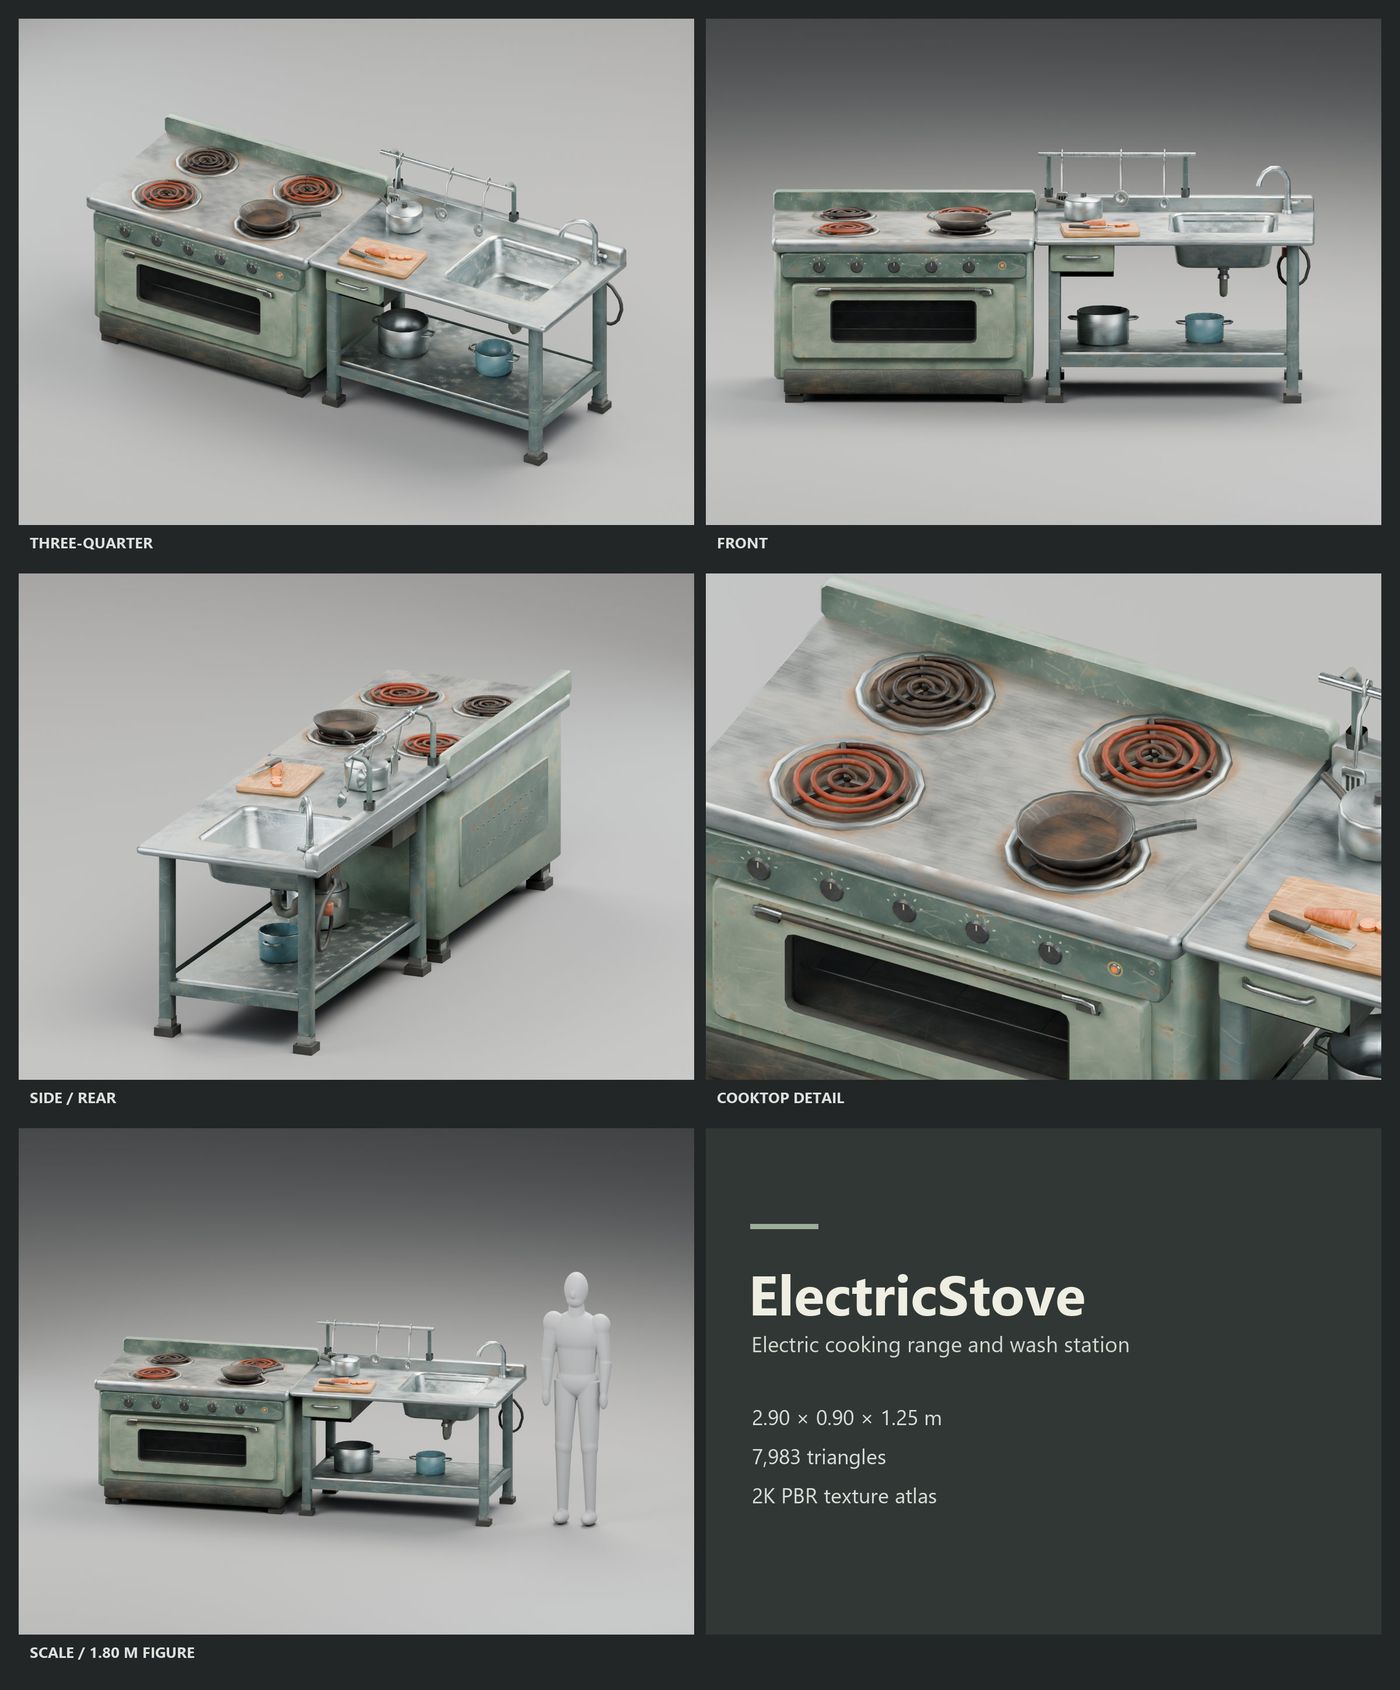 THREE-QUARTER
FRONT
SIDE / REAR
COOKTOP DETAIL
ElectricStove
Electric cooking range and wash station
2.90 × 0.90 × 1.25 m
7,983 triangles
2K PBR texture atlas
SCALE / 1.80 M FIGURE